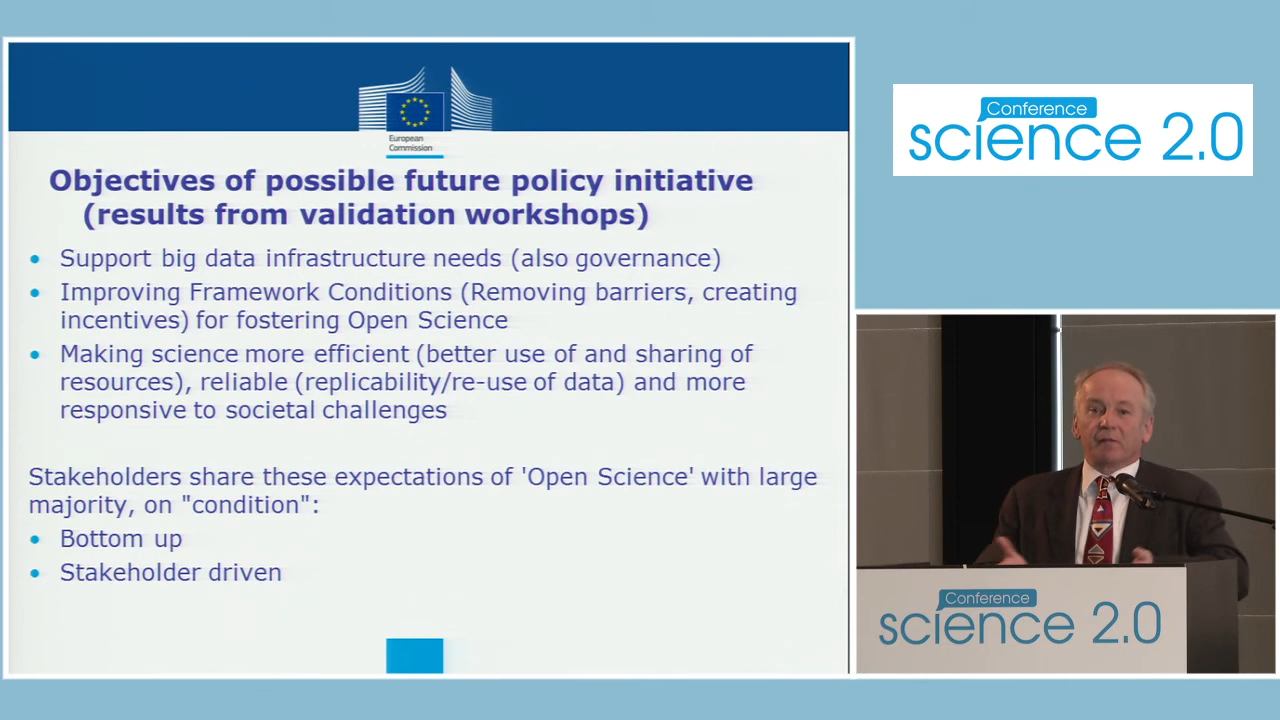 European
Commission
Objectives of possible future policy initiative
(results from validation workshops)
• Support big data infrastructure needs (also governance)
• Improving Framework Conditions (Removing barriers, creating
incentives) for fostering Open Science
• Making science more efficient (better use of and sharing of
resources), reliable (replicability/re-use of data) and more
responsive to societal challenges
Stakeholders share these expectations of 'Open Science' with large
majority, on "condition":
• Bottom up
• Stakeholder driven
Conference
science 2.0
Conference
science 2.0